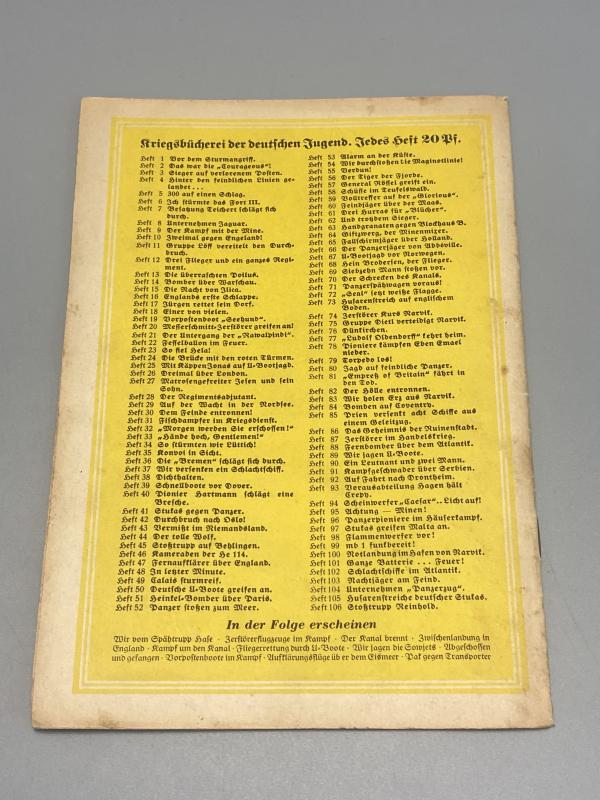 Kriegsbücherei der deutschen Jugend. Jedes Heft 20 Pf.
Heft 1 Vor dem Sturmangriff.
Heft 2 Das war die „Courageous“!
Heft 3 Sieger auf verlorenem Posten.
Heft 4 Hinter den feindlichen Linien ge-
landet . . .
Heft 5 300 auf einen Schlag.
Heft 6 Ich stürmte das Fort III.
Heft 7 Besatzung Teichert schlägt sich
durch.
Heft 8 Unternehmen Jaguar.
Heft 9 Der Kampf mit der Mine.
Heft 10 Zweimal gegen Engeland!
Heft 11 Gruppe Löff vereitelt den Durch-
bruch.
Heft 12 Drei Flieger und ein ganzes Regi-
ment.
Heft 13 Die überraschten Poilus.
Heft 14 Bomber über Warschau.
Heft 15 Die Nacht von Ilica.
Heft 16 Englands erste Schlappe.
Heft 17 Jürgen rettet sein Dorf.
Heft 18 Einer von vielen.
Heft 19 Vorpostenboot „Seehund“.
Heft 20 Messerschmitt-Zerstörer greifen an!
Heft 21 Der Untergang der „Rawalpindi“.
Heft 22 Fesselballon im Feuer.
Heft 23 So fiel Hela!
Heft 24 Die Brücke mit den roten Türmen.
Heft 25 Mit Käppen Jonas auf U-Bootjagd.
Heft 26 Dreimal über London.
Heft 27 Matrosengefreiter Jesen und sein
Sohn.
Heft 28 Der Regimentsadjutant.
Heft 29 Auf der Wacht in der Nordsee.
Heft 30 Dem Feinde entronnen!
Heft 31 Fischdampfer im Kriegsdienst.
Heft 32 „Morgen werden Sie erschossen!“
Heft 33 „Hände hoch, Gentlemen!“
Heft 34 So stürmten wir Lüttich!
Heft 35 Konvoi in Sicht.
Heft 36 Die „Bremen“ schlägt sich durch.
Heft 37 Wir versenken ein Schlachtschiff.
Heft 38 Dichthalten.
Heft 39 Schnellboote vor Dover.
Heft 40 Pionier Hartmann schlägt eine
Bresche.
Heft 41 Stukas gegen Panzer.
Heft 42 Durchbruch nach Oslo!
Heft 43 Vermißt im Niemandsland.
Heft 44 Der tolle Wolf.
Heft 45 Stoßtrupp auf Behlingen.
Heft 46 Kameraden der He 114.
Heft 47 Fernaufklärer über England.
Heft 48 In letzter Minute.
Heft 49 Calais sturmreif.
Heft 50 Deutsche U-Boote greifen an.
Heft 51 Heinkel-Bomber über Paris.
Heft 52 Panzer stoßen zum Meer.
Heft 53 Alarm an der Küste.
Heft 54 Wir durchstoßen die Maginotlinie!
Heft 55 Verdun!
Heft 56 Der Tiger der Fjorde.
Heft 57 General Rössel greift ein.
Heft 58 Schüsse im Teufelswald.
Heft 59 Volltreffer auf der „Glorious“.
Heft 60 Feindjäger über der Maas.
Heft 61 Drei Hurras für „Blücher“.
Heft 62 Und trotzdem Sieger.
Heft 63 Handgranaten gegen Blockhaus B.
Heft 64 Giftzwerg, der Minenmixer.
Heft 65 Fallschirmjäger über Holland.
Heft 66 Der Panzerjäger von Abbéville.
Heft 67 U-Bootjagd vor Norwegen.
Heft 68 Hein Brodersen, der Flieger.
Heft 69 Siebzehn Mann stoßen vor.
Heft 70 Der Schrecken des Kanals.
Heft 71 Panzerspähwagen voraus!
Heft 72 „Seal“ setzt weiße Flagge.
Heft 73 Husarenstreich auf englischem
Boden.
Heft 74 Zerstörer Kurs Narvik.
Heft 75 Gruppe Dietl verteidigt Narvik.
Heft 76 Dünkirchen.
Heft 77 „Ludolf Oldendorff“ kehrt heim.
Heft 78 Pioniere kämpfen Eben Emael
nieder.
Heft 79 Torpedo los!
Heft 80 Jagd auf feindliche Panzer.
Heft 81 „Empreß of Britain“ fährt in
den Tod.
Heft 82 Der Hölle entronnen.
Heft 83 Wir holen Erz aus Narvik.
Heft 84 Bomben auf Coventry.
Heft 85 Prien versenkt acht Schiffe aus
einem Geleitzug.
Heft 86 Das Geheimnis der Ruinenstadt.
Heft 87 Zerstörer im Handelskrieg.
Heft 88 Fernbomber über dem Atlantik.
Heft 89 Wir jagen U-Boote.
Heft 90 Ein Leutnant und zwei Mann.
Heft 91 Kampfgeschwader über Serbien.
Heft 92 Auf Fahrt nach Drontheim.
Heft 93 Vorausabteilung Hagen hält
Crepy.
Heft 94 Scheinwerfer „Caesar“ . . Licht auf!
Heft 95 Achtung — Minen!
Heft 96 Panzerpioniere im Häuserkampf.
Heft 97 Stukas greifen Malta an.
Heft 98 Flammenwerfer vor!
Heft 99 mb 1 funkbereit!
Heft 100 Notlandung im Hafen von Narvik.
Heft 101 Ganze Batterie . . . Feuer!
Heft 102 Schlachtschiffe im Atlantik.
Heft 103 Nachtjäger am Feind.
Heft 104 Unternehmen „Panzerzug“.
Heft 105 Husarenstreiche deutscher Stukas.
Heft 106 Stoßtrupp Reinhold.
In der Folge erscheinen
Wir vom Spähtrupp Hase · Zerstörerflugzeuge im Kampf · Der Kanal brennt · Zwischenlandung in
England · Kampf um den Kanal · Fliegerrettung durch U-Boote · Wir jagen die Sowjets · Abgeschossen
und gefangen · Vorpostenboote im Kampf · Aufklärungsflüge über dem Eismeer · Pak gegen Transporter